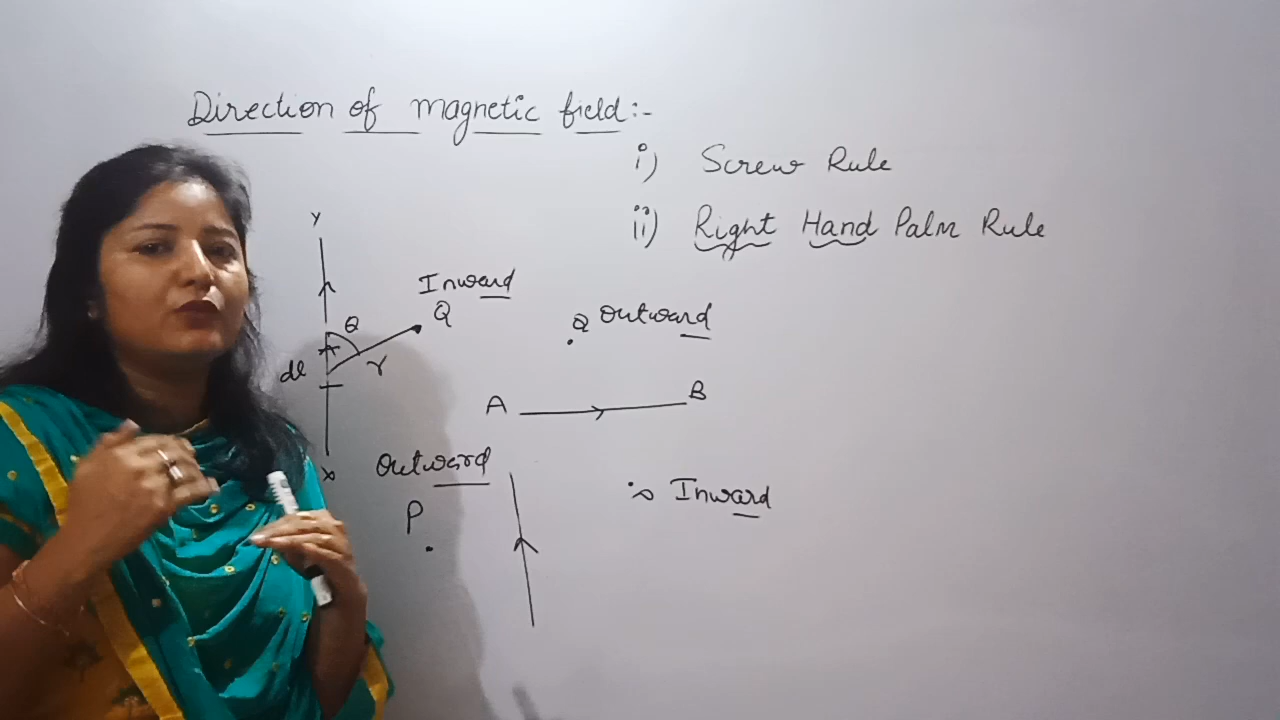 Direction of magnetic field:-
i) Screw Rule
ii) Right Hand Palm Rule
Y
Inward
Q
θ
dl
r
X
Q Outward
A
B
Outward
P
Inward